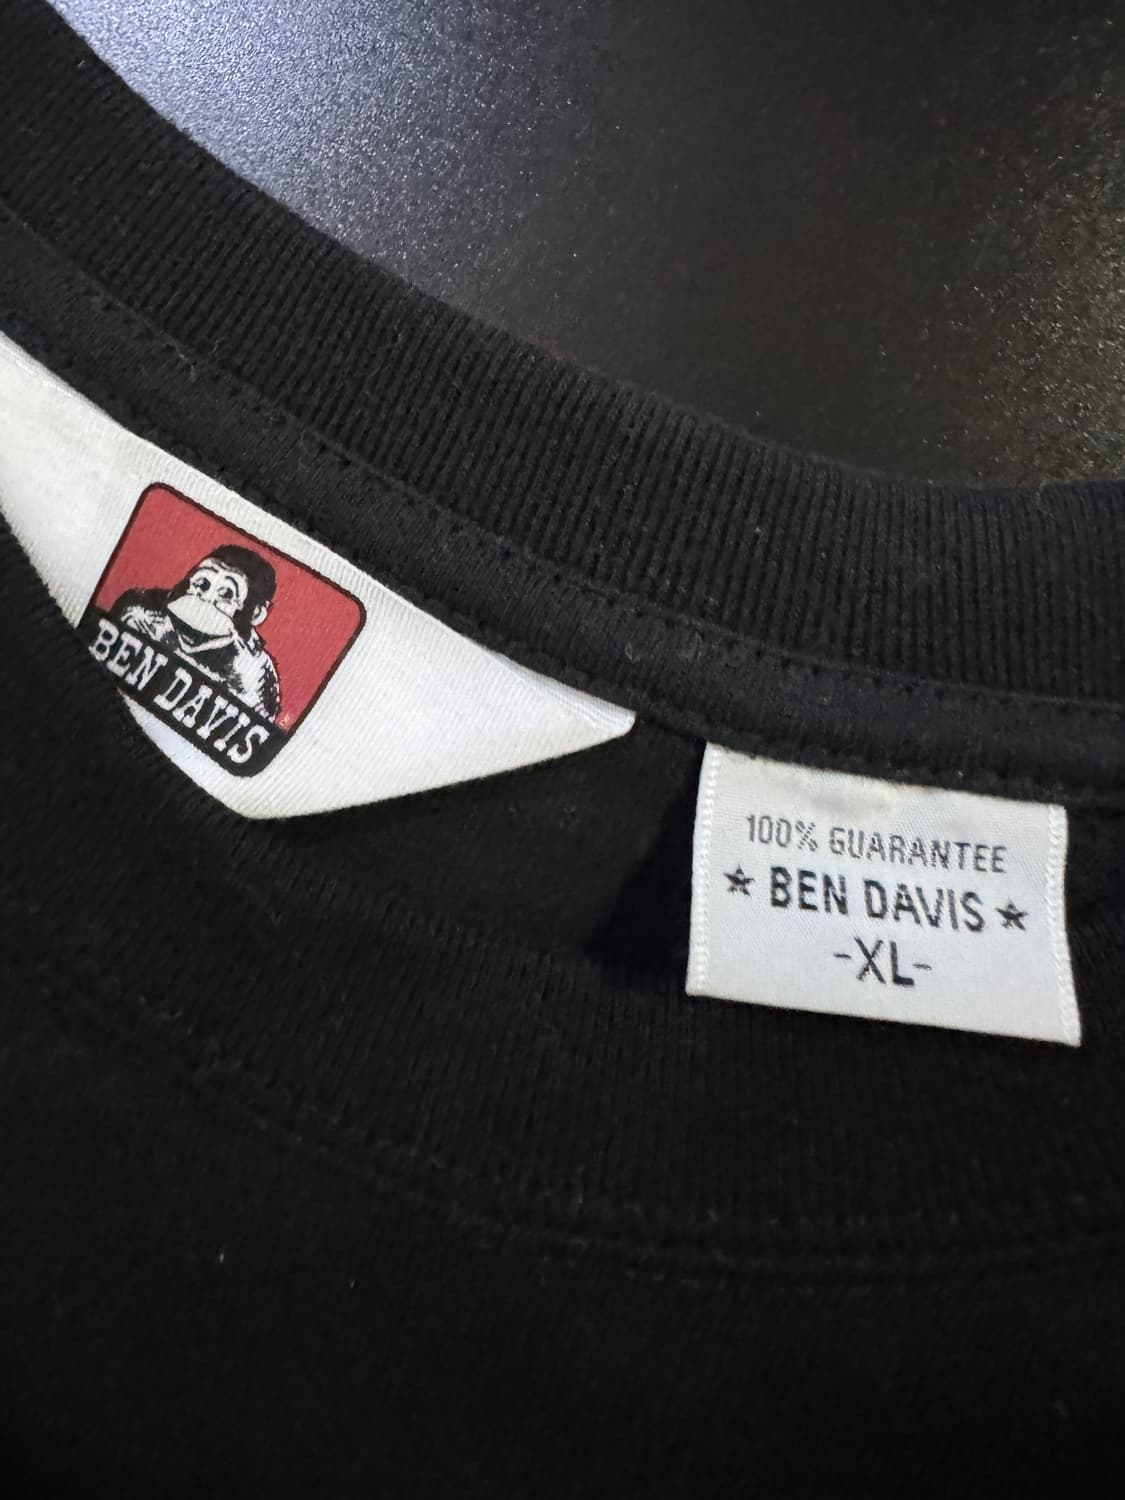 BEN DAVIS
100% GUARANTEE
★ BEN DAVIS ★
-XL-